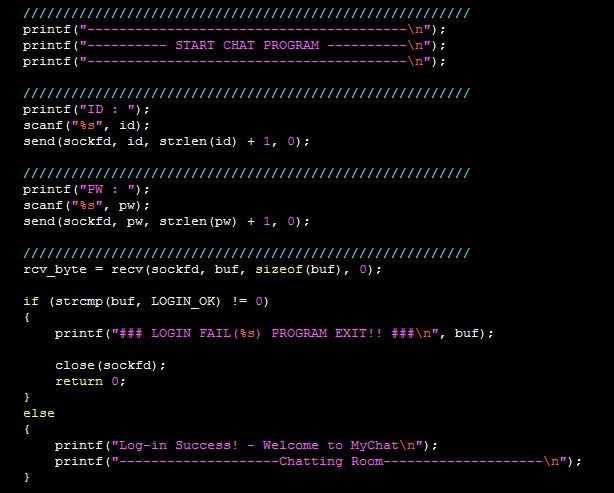 ////////////////////////////////////////////////////////
printf("----------------------------------------\n");
printf("---------- START CHAT PROGRAM ----------\n");
printf("----------------------------------------\n");
////////////////////////////////////////////////////////
printf("ID : ");
scanf("%s", id);
send(sockfd, id, strlen(id) + 1, 0);
////////////////////////////////////////////////////////
printf("PW : ");
scanf("%s", pw);
send(sockfd, pw, strlen(pw) + 1, 0);
////////////////////////////////////////////////////////
rcv_byte = recv(sockfd, buf, sizeof(buf), 0);
if (strcmp(buf, LOGIN_OK) != 0)
{
    printf("### LOGIN FAIL(%s) PROGRAM EXIT!! ###\n", buf);
    close(sockfd);
    return 0;
}
else
{
    printf("Log-in Success! - Welcome to MyChat\n");
    printf("--------------------Chatting Room--------------------\n");
}